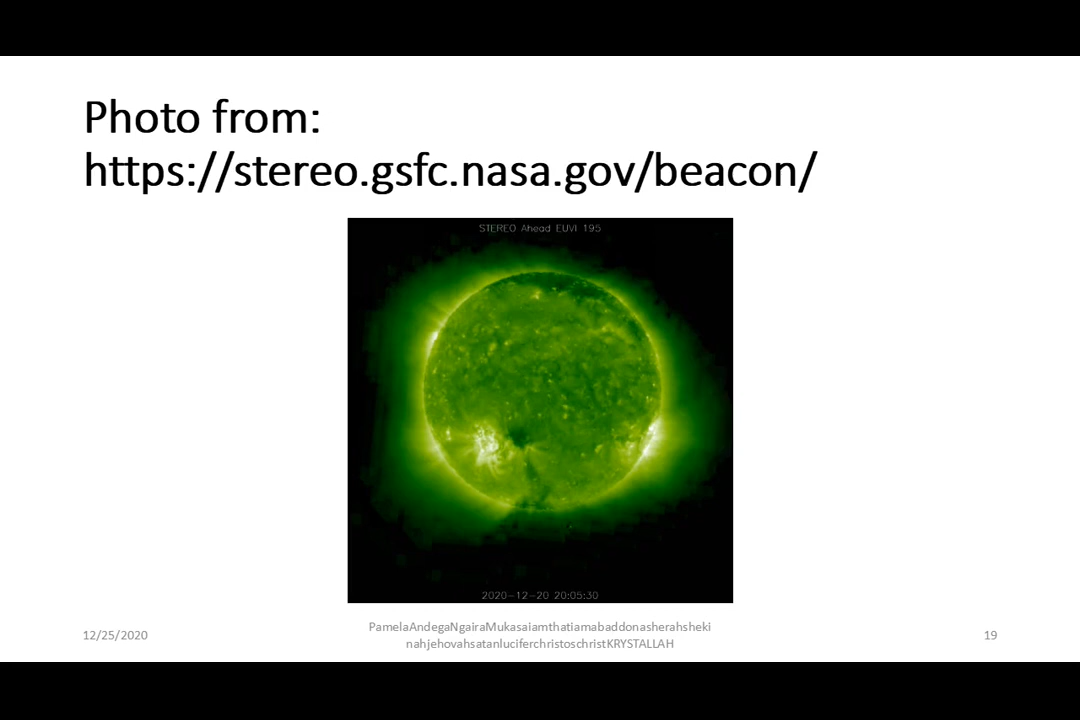 Photo from:
https://stereo.gsfc.nasa.gov/beacon/
STEREO Ahead EUVI 195
2020-12-20 20:05:30
12/25/2020
PamelaAndegaNgairaMukasaiamthatiamabaddonasherahsheki
nahjehovahsatanluciferchristoschristKRYSTALLAH
19